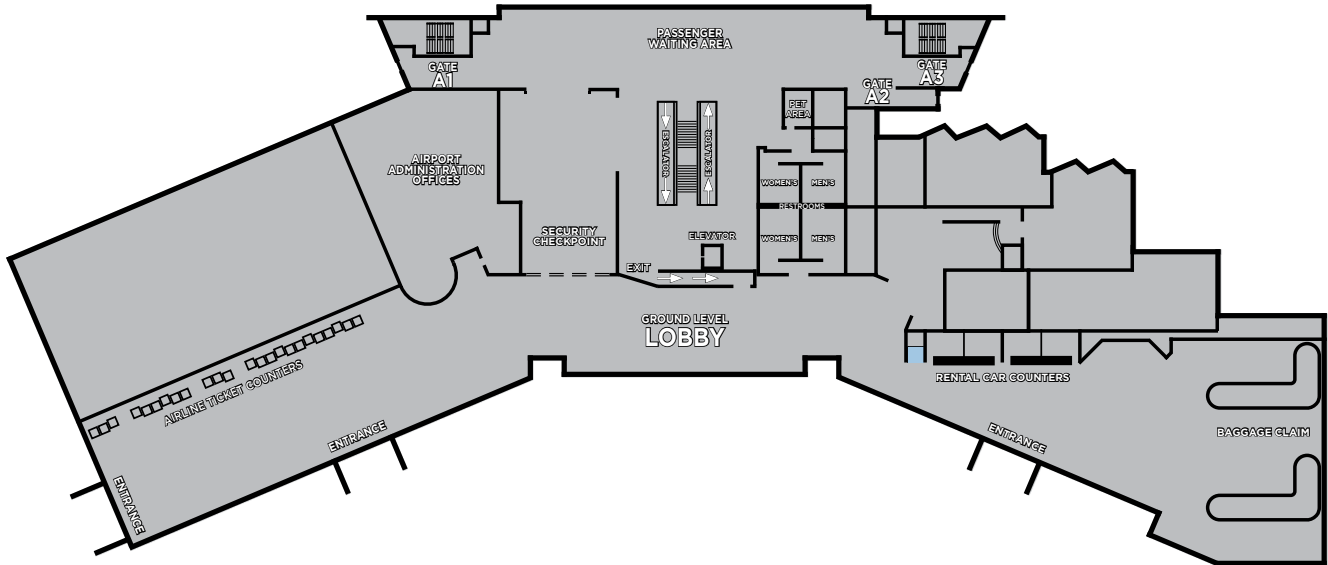 PASSENGER
WAITING AREA
GATE
A1
GATE
A3
GATE
A2
PET
AREA
ESCALATOR
ESCALATOR
AIRPORT
ADMINISTRATION
OFFICES
WOMEN'S
MEN'S
RESTROOMS
WOMEN'S
MEN'S
SECURITY
CHECKPOINT
ELEVATOR
EXIT
GROUND LEVEL
LOBBY
AIRLINE TICKET COUNTERS
RENTAL CAR COUNTERS
ENTRANCE
ENTRANCE
BAGGAGE CLAIM
ENTRANCE